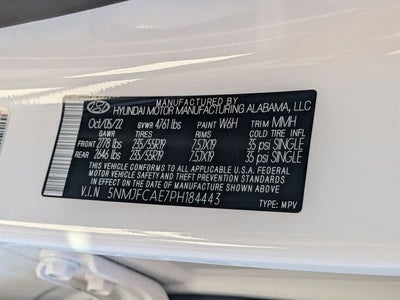 MANUFACTURED BY
HYUNDAI MOTOR MANUFACTURING ALABAMA, LLC
Oct/05/22 GVWR 4761 lbs PAINT W6H TRIM MMH
GAWR TIRES RIMS COLD TIRE INFL
FRONT 2778 lbs 235/55R19 7.5JX19 35 psi SINGLE
REAR 2646 lbs 235/55R19 7.5JX19 35 psi SINGLE
THIS VEHICLE CONFORMS TO ALL APPLICABLE U.S.A. FEDERAL
MOTOR VEHICLE SAFETY AND THEFT PREVENTION STANDARDS
IN EFFECT ON THE DATE OF MANUFACTURE SHOWN ABOVE.
V.I.N 5NMJFCAE7PH184443 TYPE: MPV